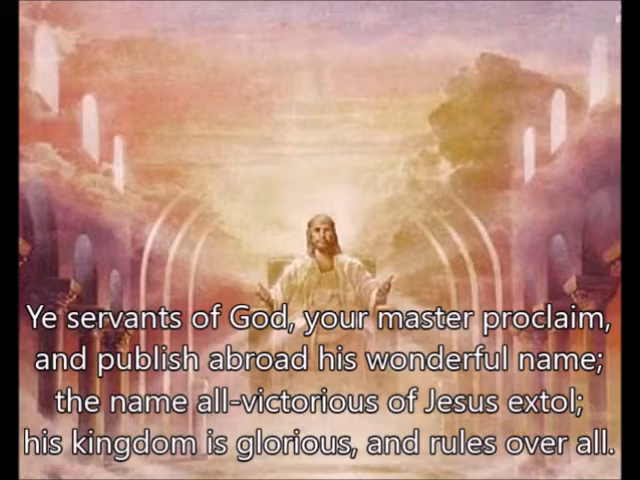 Ye servants of God, your master proclaim,
and publish abroad his wonderful name;
the name all-victorious of Jesus extol;
his kingdom is glorious, and rules over all.